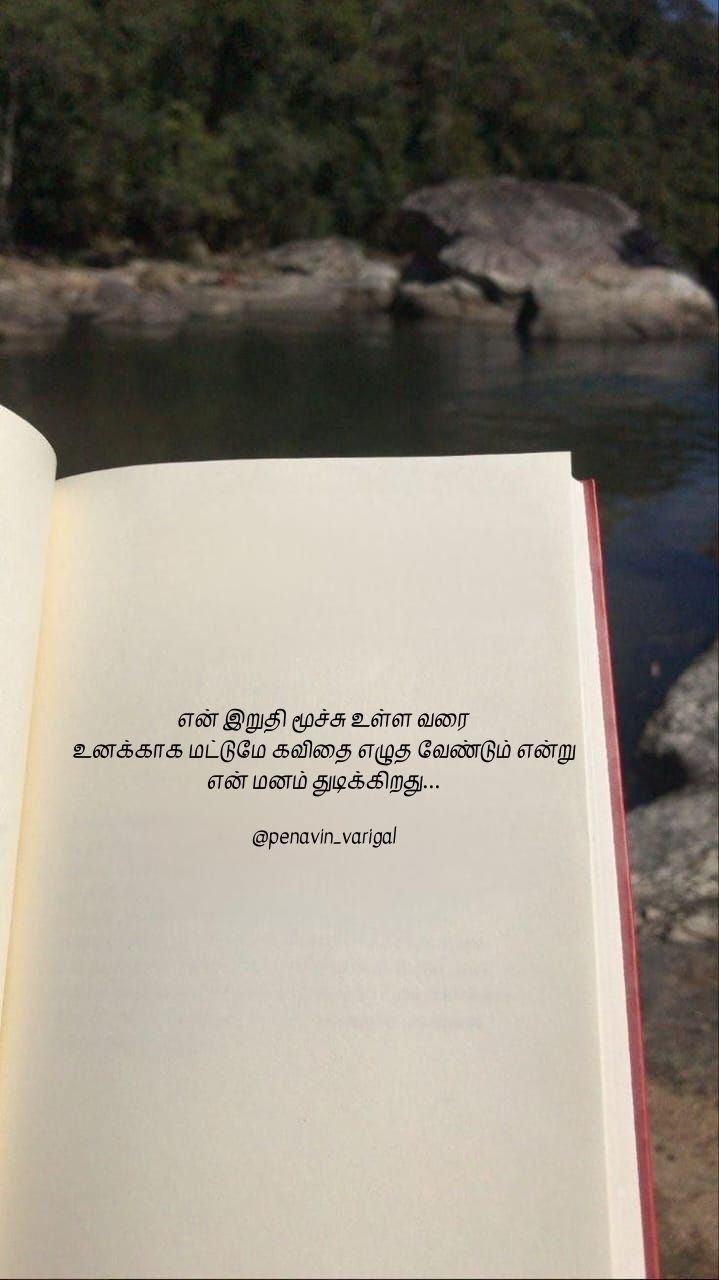 என் இறுதி மூச்சு உள்ள வரை
உனக்காக மட்டுமே கவிதை எழுத வேண்டும் என்று
என் மனம் துடிக்கிறது...
@penavin_varigal